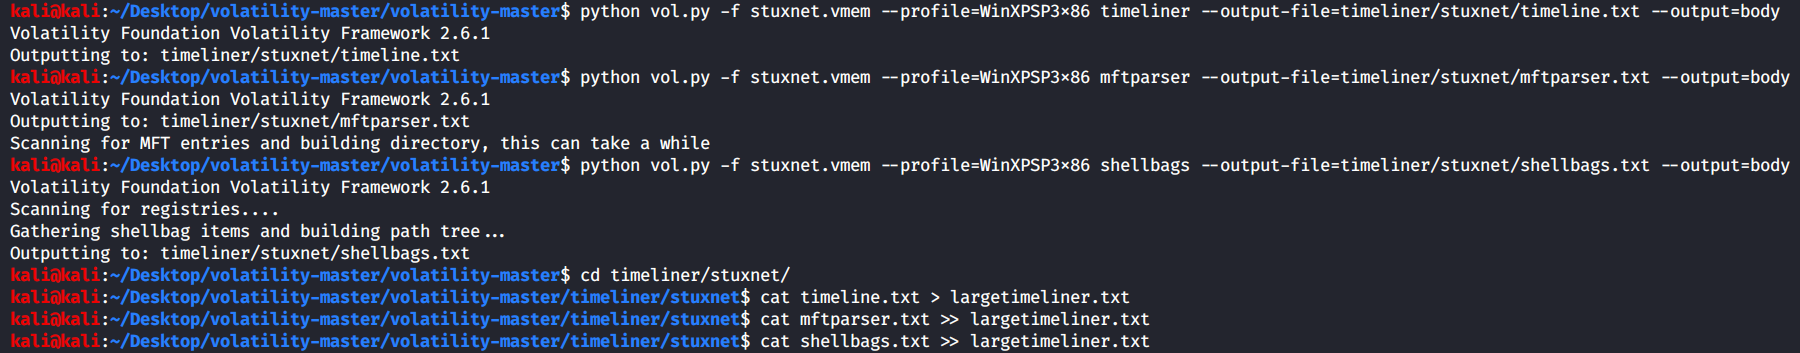 kali@kali:~/Desktop/volatility-master/volatility-master$ python vol.py -f stuxnet.vmem --profile=WinXPSP3×86 timeliner --output-file=timeliner/stuxnet/timeline.txt --output=body
Volatility Foundation Volatility Framework 2.6.1
Outputting to: timeliner/stuxnet/timeline.txt
kali@kali:~/Desktop/volatility-master/volatility-master$ python vol.py -f stuxnet.vmem --profile=WinXPSP3×86 mftparser --output-file=timeliner/stuxnet/mftparser.txt --output=body
Volatility Foundation Volatility Framework 2.6.1
Outputting to: timeliner/stuxnet/mftparser.txt
Scanning for MFT entries and building directory, this can take a while
kali@kali:~/Desktop/volatility-master/volatility-master$ python vol.py -f stuxnet.vmem --profile=WinXPSP3×86 shellbags --output-file=timeliner/stuxnet/shellbags.txt --output=body
Volatility Foundation Volatility Framework 2.6.1
Scanning for registries....
Gathering shellbag items and building path tree...
Outputting to: timeliner/stuxnet/shellbags.txt
kali@kali:~/Desktop/volatility-master/volatility-master$ cd timeliner/stuxnet/
kali@kali:~/Desktop/volatility-master/volatility-master/timeliner/stuxnet$ cat timeline.txt > largetimeliner.txt
kali@kali:~/Desktop/volatility-master/volatility-master/timeliner/stuxnet$ cat mftparser.txt >> largetimeliner.txt
kali@kali:~/Desktop/volatility-master/volatility-master/timeliner/stuxnet$ cat shellbags.txt >> largetimeliner.txt